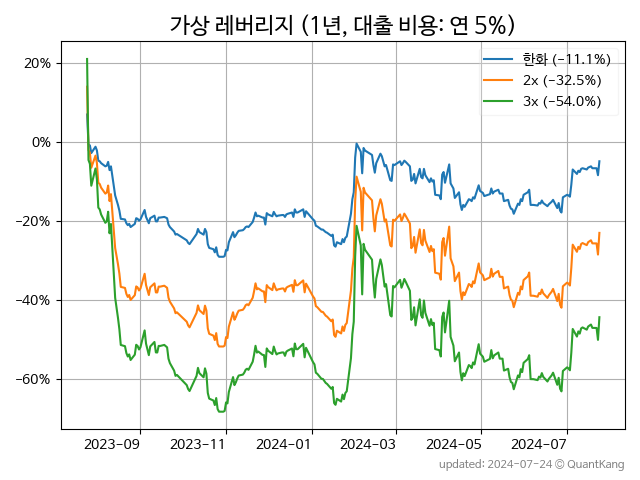 가상 레버리지 (1년, 대출 비용: 연 5%)
한화 (−11.1%)
2x (−32.5%)
3x (−54.0%)
20%
0%
−20%
−40%
−60%
2023−09 2023−11 2024−01 2024−03 2024−05 2024−07
updated: 2024-07-24 © QuantKang